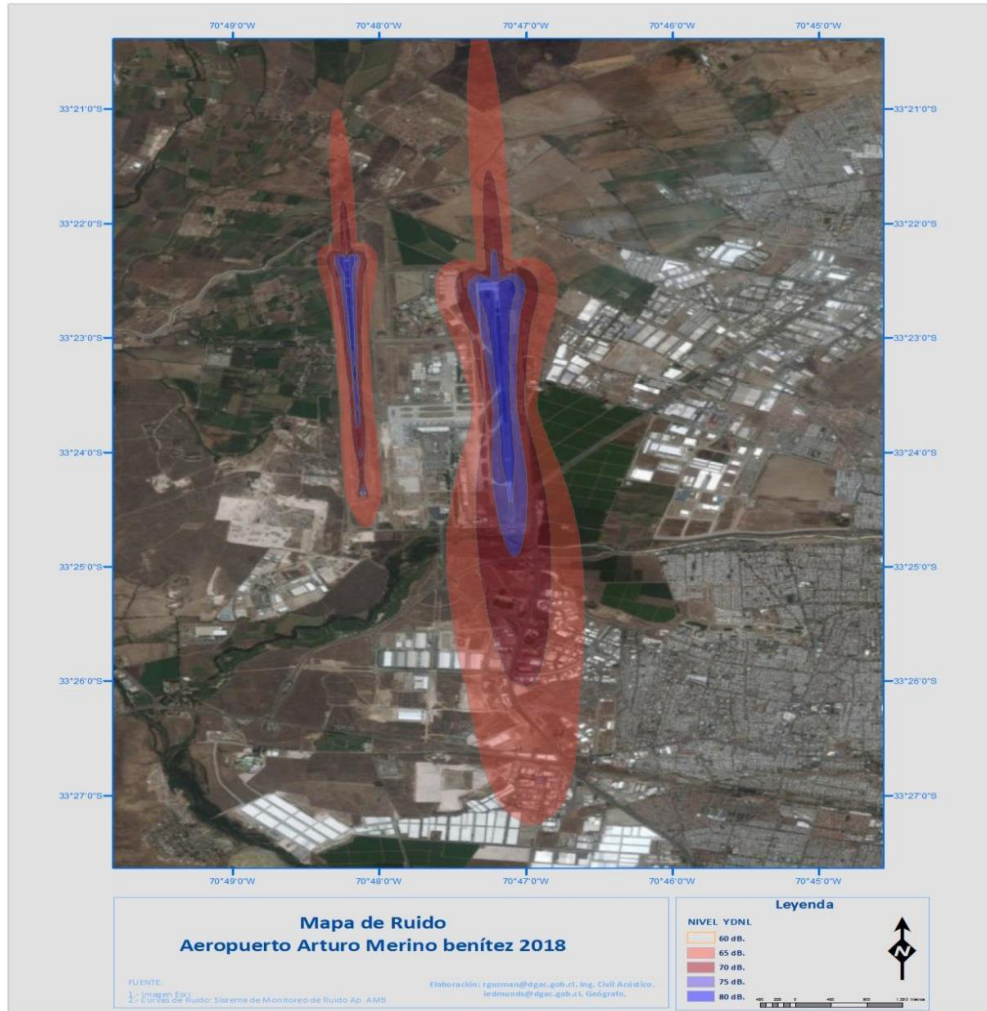 70°49'0"W 70°48'0"W 70°47'0"W 70°46'0"W 70°45'0"W
33°21'0"S 33°21'0"S
33°22'0"S 33°22'0"S
33°23'0"S 33°23'0"S
33°24'0"S 33°24'0"S
33°25'0"S 33°25'0"S
33°26'0"S 33°26'0"S
33°27'0"S 33°27'0"S
70°49'0"W 70°48'0"W 70°47'0"W 70°46'0"W 70°45'0"W
Mapa de Ruido
Aeropuerto Arturo Merino benítez 2018
FUENTE:
1.- Imagen Esri
2.- Curvas de Ruido: Sistema de Monitoreo de Ruido Ap. AMB
Elaboración: rguzman@dgac.gob.cl, Ing. Civil Acústico.
iedmunds@dgac.gob.cl, Geógrafo.
Leyenda
NIVEL YDNL
60 dB.
65 dB.
70 dB.
75 dB.
80 dB.
N